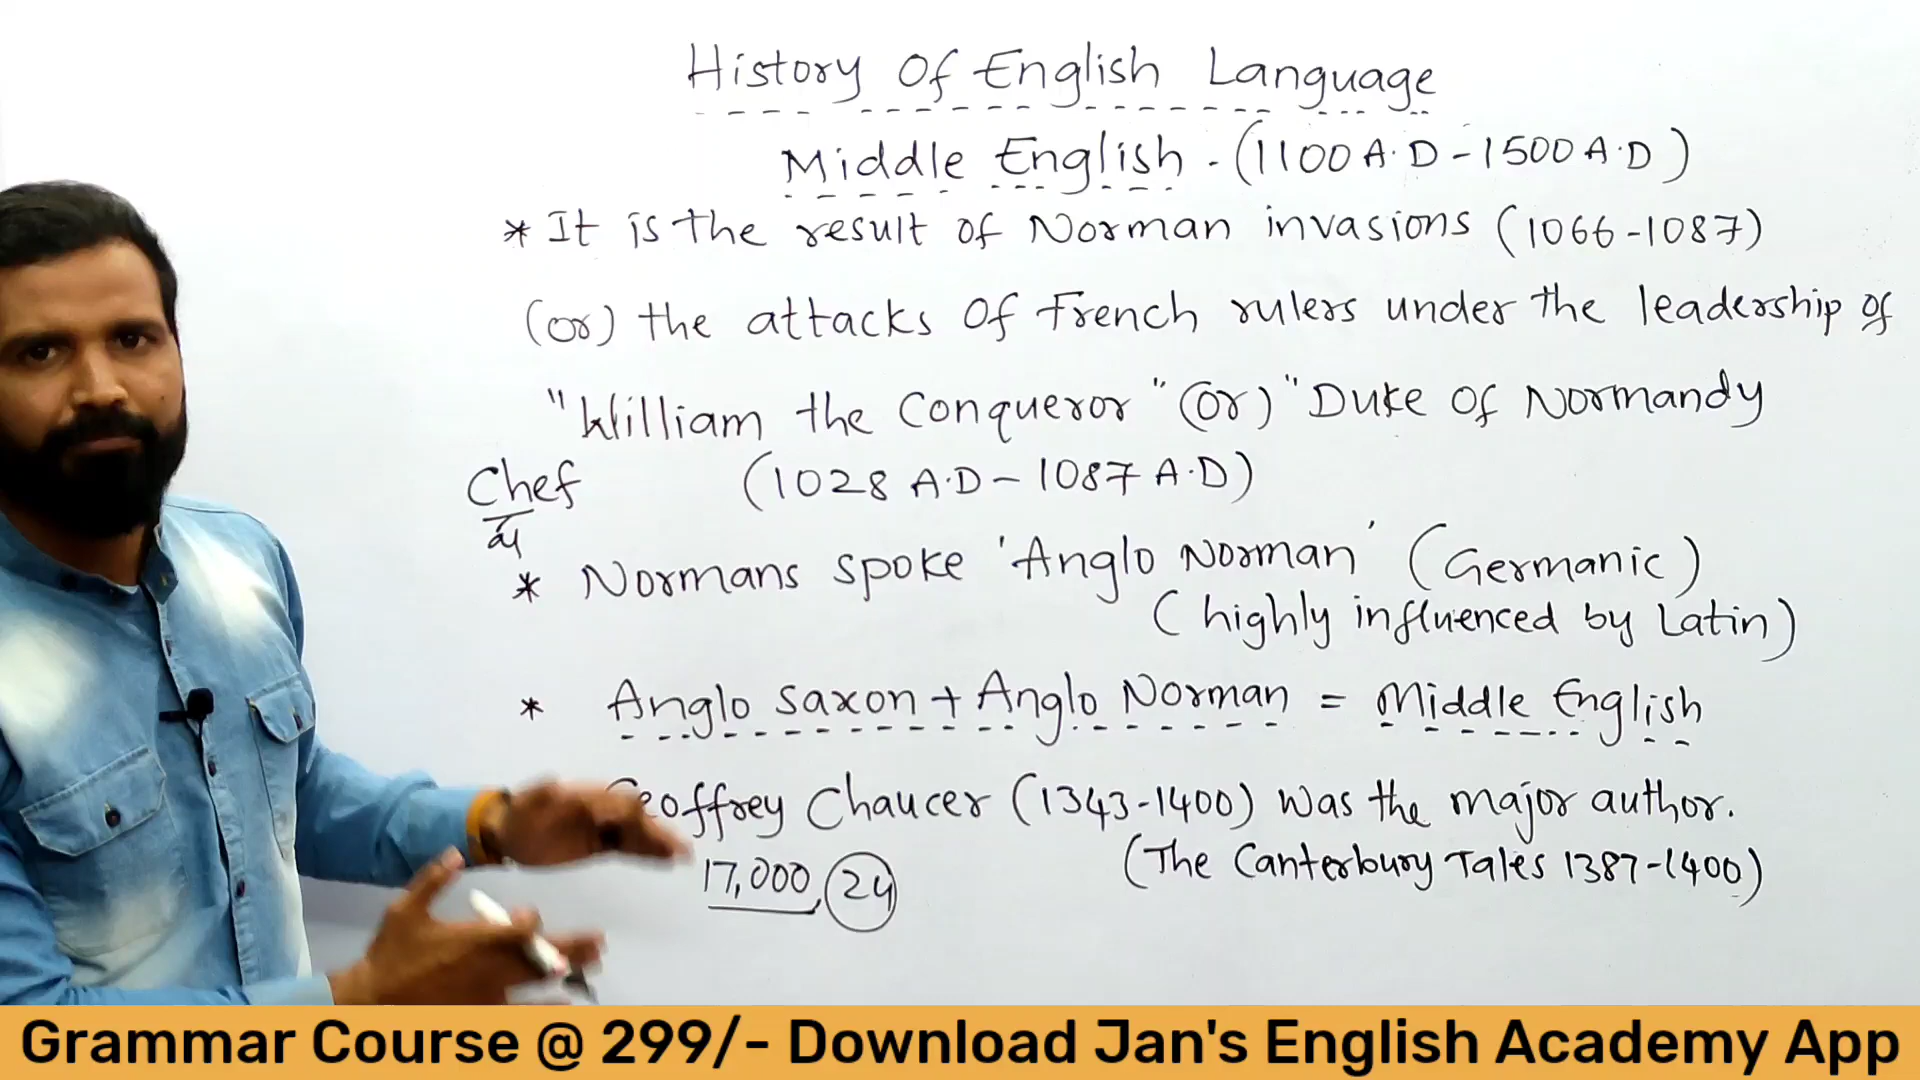 History Of English Language
Middle English - (1100 A.D - 1500 A.D)
* It is the result of Norman invasions (1066-1087)
(or) the attacks Of French rulers under the leadership of
"William the Conqueror" (or) "Duke Of Normandy
(1028 A.D - 1087 A.D)
Chef
* Normans spoke 'Anglo Norman' (Germanic)
(highly influenced by Latin)
* Anglo Saxon + Anglo Norman = Middle English
Geoffrey Chaucer (1343-1400) was the major author.
(The Canterbury Tales 1387-1400)
17,000, 24
Grammar Course @ 299/- Download Jan's English Academy App